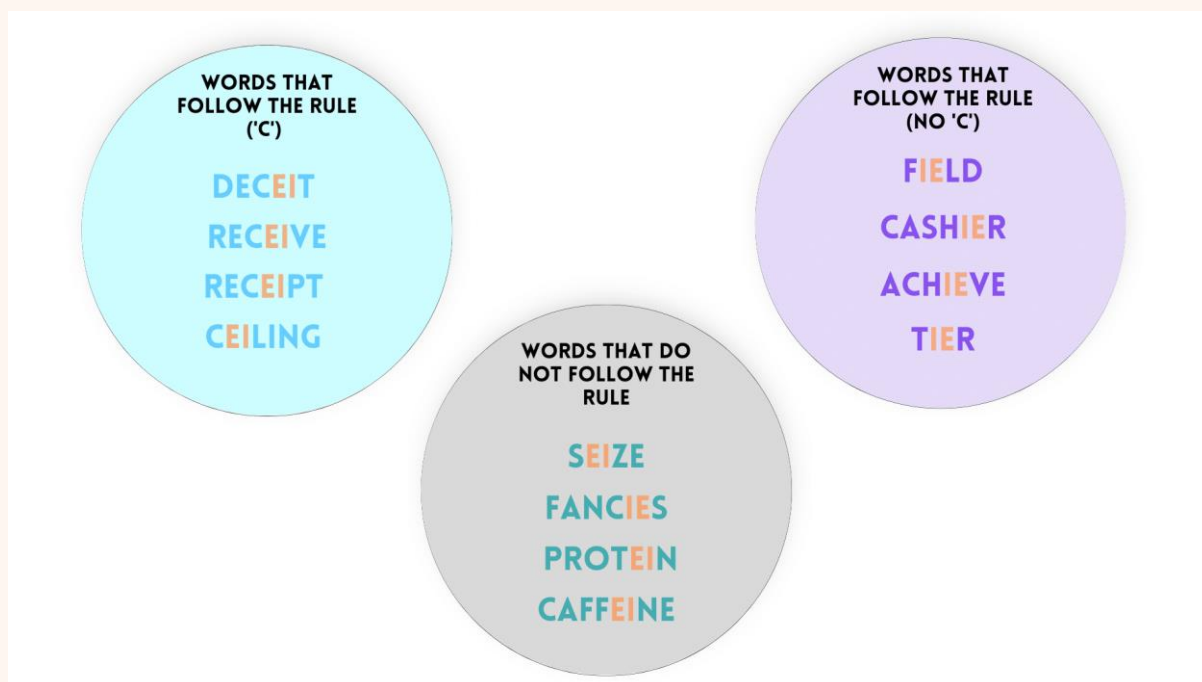 WORDS THAT
FOLLOW THE RULE
('C')
DECEIT
RECEIVE
RECEIPT
CEILING
WORDS THAT
FOLLOW THE RULE
(NO 'C')
FIELD
CASHIER
ACHIEVE
TIER
WORDS THAT DO
NOT FOLLOW THE
RULE
SEIZE
FANCIES
PROTEIN
CAFFEINE